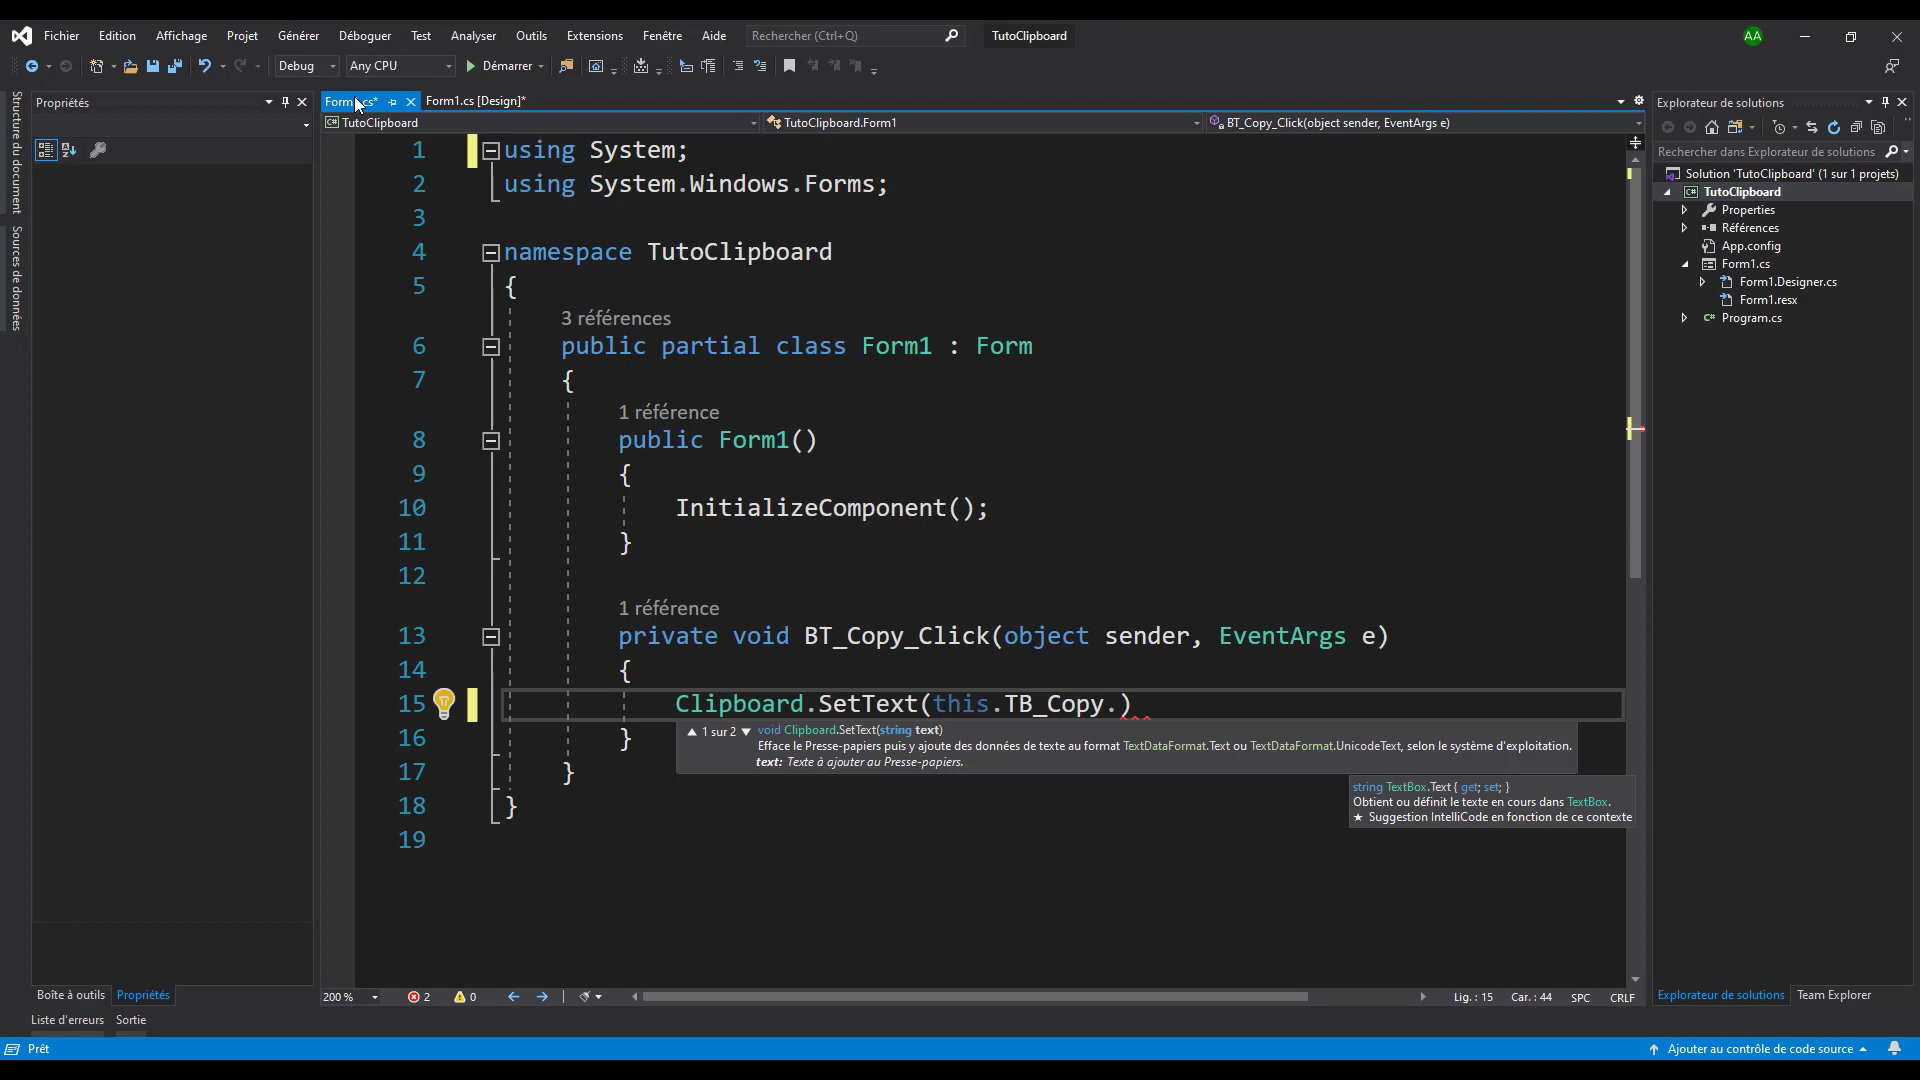 Fichier Edition Affichage Projet Générer Déboguer Test Analyser Outils Extensions Fenêtre Aide Rechercher (Ctrl+Q) TutoClipboard AA
Debug Any CPU Démarrer
Structure du document
Sources de données
Propriétés
Form1.cs* Form1.cs [Design]*
TutoClipboard TutoClipboard.Form1 BT_Copy_Click(object sender, EventArgs e)
1 using System;
2 using System.Windows.Forms;
3
4 namespace TutoClipboard
5 {
3 références
6 public partial class Form1 : Form
7 {
1 référence
8 public Form1()
9 {
10 InitializeComponent();
11 }
12
1 référence
13 private void BT_Copy_Click(object sender, EventArgs e)
14 {
15 Clipboard.SetText(this.TB_Copy.)
16 }
17 }
18 }
19
1 sur 2 void Clipboard.SetText(string text)
Efface le Presse-papiers puis y ajoute des données de texte au format TextDataFormat.Text ou TextDataFormat.UnicodeText, selon le système d'exploitation.
text: Texte à ajouter au Presse-papiers.
string TextBox.Text { get; set; }
Obtient ou définit le texte en cours dans TextBox.
★ Suggestion IntelliCode en fonction de ce contexte
Explorateur de solutions
Rechercher dans Explorateur de solutions
Solution 'TutoClipboard' (1 sur 1 projets)
C# TutoClipboard
Properties
Références
App.config
Form1.cs
Form1.Designer.cs
Form1.resx
C# Program.cs
Boîte à outils Propriétés
200 % 2 0 Lig. : 15 Car. : 44 SPC CRLF
Explorateur de solutions Team Explorer
Liste d'erreurs Sortie
Prêt Ajouter au contrôle de code source